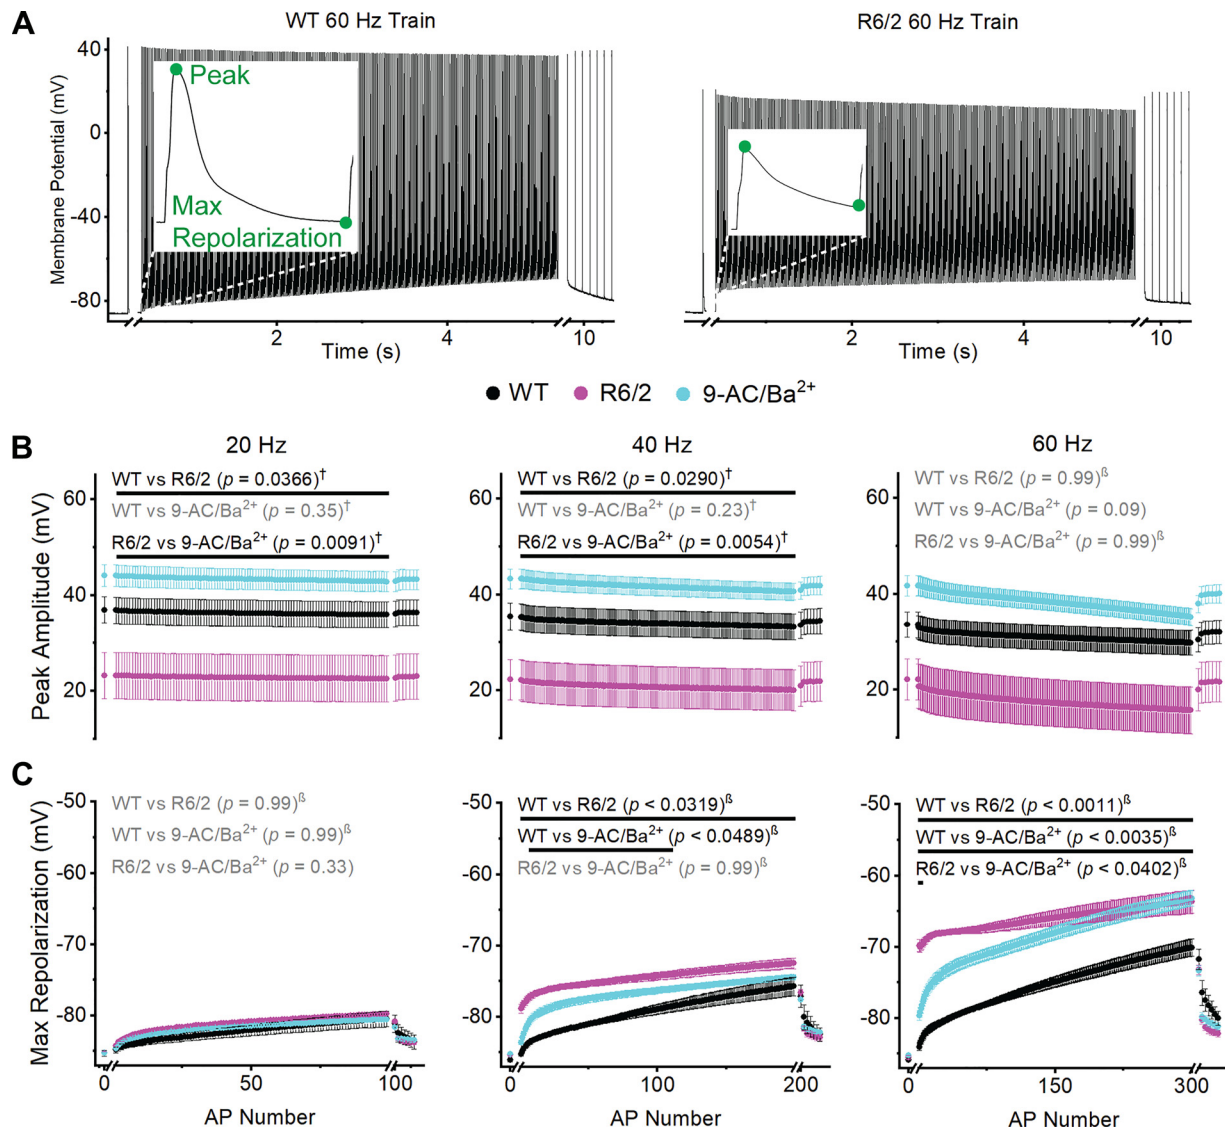 A
WT 60 Hz Train
R6/2 60 Hz Train
Membrane Potential (mV)
40
0
-40
-80
Peak
Max
Repolarization
2
4
10
Time (s)
2
4
10
Time (s)
WT
R6/2
9-AC/Ba²⁺
B
20 Hz
40 Hz
60 Hz
Peak Amplitude (mV)
60
40
20
WT vs R6/2 (p = 0.0366)†
WT vs 9-AC/Ba²⁺ (p = 0.35)†
R6/2 vs 9-AC/Ba²⁺ (p = 0.0091)†
60
40
20
WT vs R6/2 (p = 0.0290)†
WT vs 9-AC/Ba²⁺ (p = 0.23)†
R6/2 vs 9-AC/Ba²⁺ (p = 0.0054)†
60
40
20
WT vs R6/2 (p = 0.99)ᵝ
WT vs 9-AC/Ba²⁺ (p = 0.09)
R6/2 vs 9-AC/Ba²⁺ (p = 0.99)ᵝ
C
Max Repolarization (mV)
-50
-60
-70
-80
WT vs R6/2 (p = 0.99)ᵝ
WT vs 9-AC/Ba²⁺ (p = 0.99)ᵝ
R6/2 vs 9-AC/Ba²⁺ (p = 0.33)
0
50
100
AP Number
-50
-60
-70
-80
WT vs R6/2 (p < 0.0319)ᵝ
WT vs 9-AC/Ba²⁺ (p < 0.0489)ᵝ
R6/2 vs 9-AC/Ba²⁺ (p = 0.99)ᵝ
0
100
200
AP Number
-50
-60
-70
-80
WT vs R6/2 (p < 0.0011)ᵝ
WT vs 9-AC/Ba²⁺ (p < 0.0035)ᵝ
R6/2 vs 9-AC/Ba²⁺ (p < 0.0402)ᵝ
0
150
300
AP Number